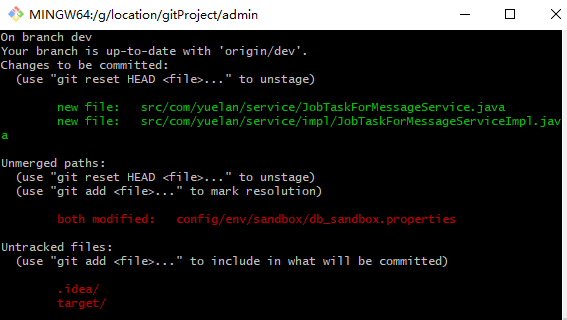 MINGW64:/g/location/gitProject/admin
On branch dev
Your branch is up-to-date with 'origin/dev'.
Changes to be committed:
  (use "git reset HEAD <file>..." to unstage)
        new file:   src/com/yuelan/service/JobTaskForMessageService.java
        new file:   src/com/yuelan/service/impl/JobTaskForMessageServiceImpl.jav
a
Unmerged paths:
  (use "git reset HEAD <file>..." to unstage)
  (use "git add <file>..." to mark resolution)
        both modified:   config/env/sandbox/db_sandbox.properties
Untracked files:
  (use "git add <file>..." to include in what will be committed)
        .idea/
        target/